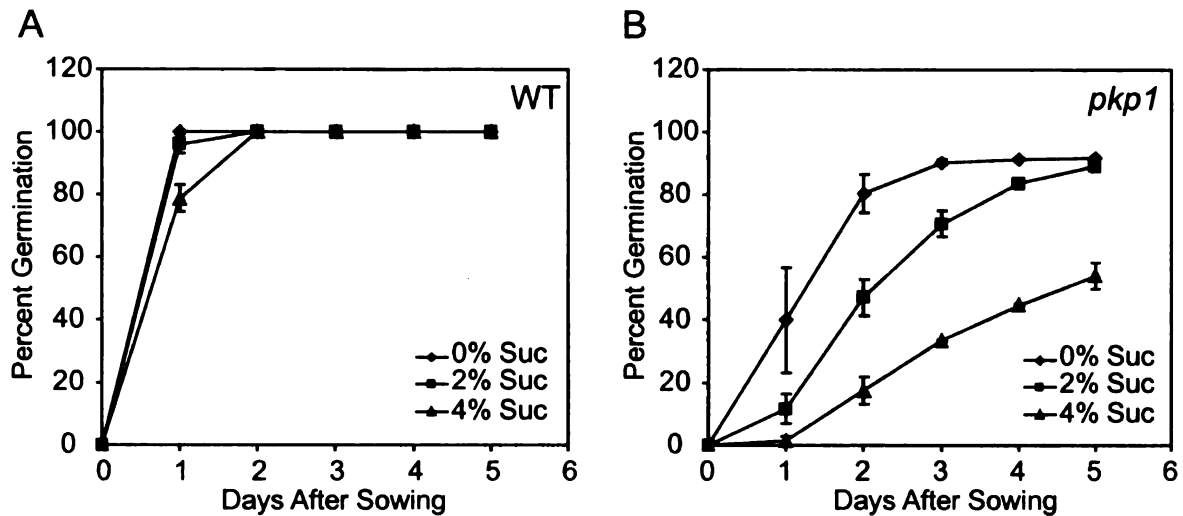 A
120
100
80
60
40
20
0
Percent Germination
WT
0% Suc
2% Suc
4% Suc
0 1 2 3 4 5 6
Days After Sowing
B
120
100
80
60
40
20
0
Percent Germination
pkp1
0% Suc
2% Suc
4% Suc
0 1 2 3 4 5 6
Days After Sowing